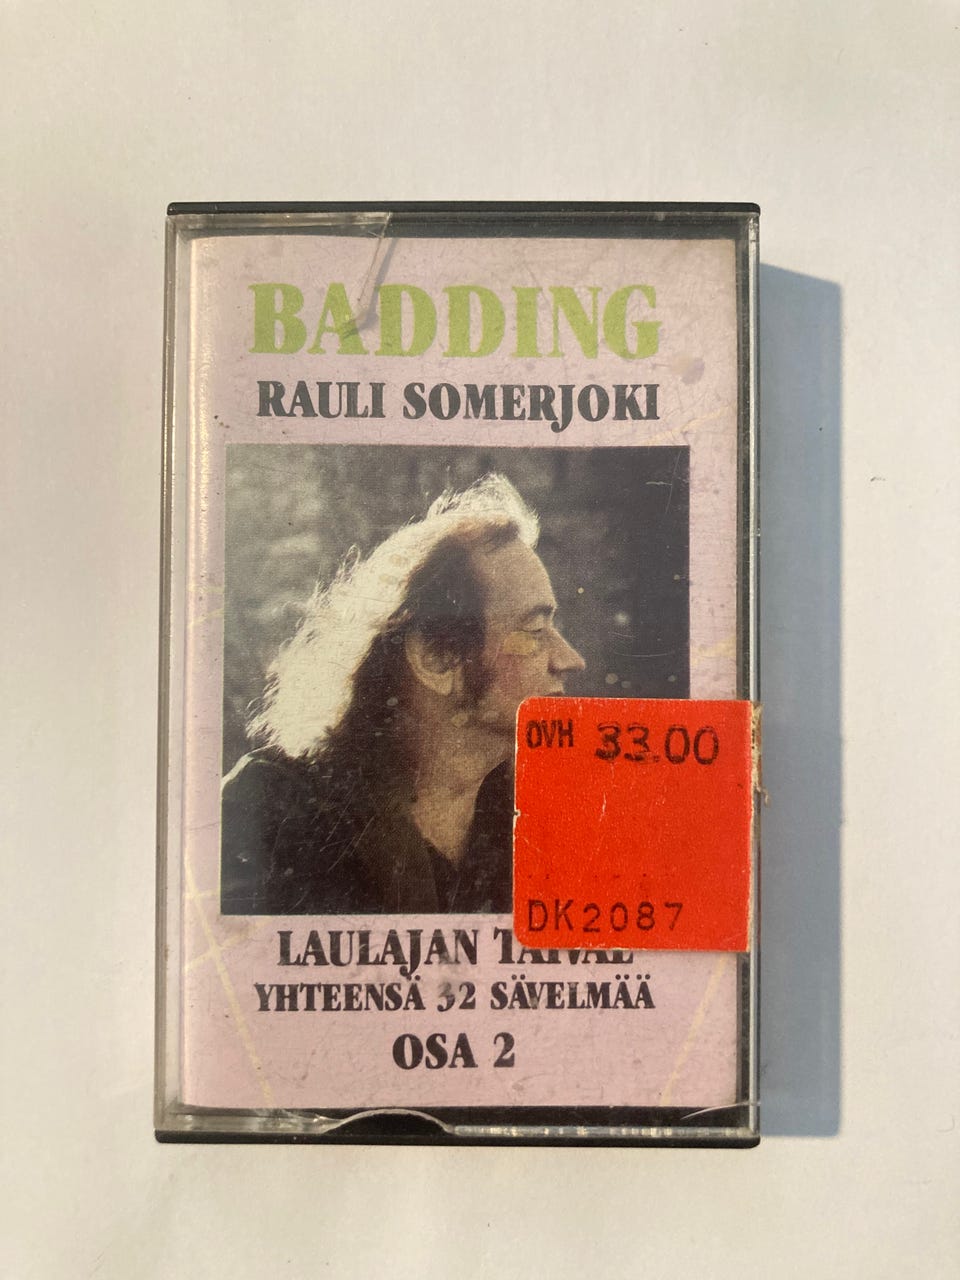 BADDING
RAULI SOMERJOKI
OVH 33.00
DK2087
LAULAJAN TAIVAL
YHTEENSÄ 32 SÄVELMÄÄ
OSA 2